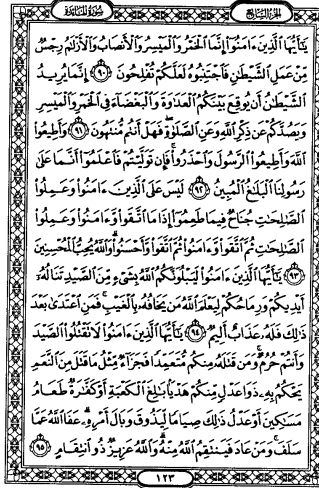 سورة المائدة
الجزء السابع
يَٰٓأَيُّهَا ٱلَّذِينَ ءَامَنُوٓاْ إِنَّمَا ٱلۡخَمۡرُ وَٱلۡمَيۡسِرُ وَٱلۡأَنصَابُ وَٱلۡأَزۡلَٰمُ رِجۡسٞ
مِّنۡ عَمَلِ ٱلشَّيۡطَٰنِ فَٱجۡتَنِبُوهُ لَعَلَّكُمۡ تُفۡلِحُونَ ٩٠ إِنَّمَا يُرِيدُ
ٱلشَّيۡطَٰنُ أَن يُوقِعَ بَيۡنَكُمُ ٱلۡعَدَٰوَةَ وَٱلۡبَغۡضَآءَ فِي ٱلۡخَمۡرِ وَٱلۡمَيۡسِرِ
وَيَصُدَّكُمۡ عَن ذِكۡرِ ٱللَّهِ وَعَنِ ٱلصَّلَوٰةِۖ فَهَلۡ أَنتُم مُّنتَهُونَ ٩١ وَأَطِيعُواْ
ٱللَّهَ وَأَطِيعُواْ ٱلرَّسُولَ وَٱحۡذَرُواْۚ فَإِن تَوَلَّيۡتُمۡ فَٱعۡلَمُوٓاْ أَنَّمَا عَلَىٰ
رَسُولِنَا ٱلۡبَلَٰغُ ٱلۡمُبِينُ ٩٢ لَيۡسَ عَلَى ٱلَّذِينَ ءَامَنُواْ وَعَمِلُواْ
ٱلصَّٰلِحَٰتِ جُنَاحٞ فِيمَا طَعِمُوٓاْ إِذَا مَا ٱتَّقَواْ وَّءَامَنُواْ وَعَمِلُواْ
ٱلصَّٰلِحَٰتِ ثُمَّ ٱتَّقَواْ وَّءَامَنُواْ ثُمَّ ٱتَّقَواْ وَّأَحۡسَنُواْۚ وَٱللَّهُ يُحِبُّ ٱلۡمُحۡسِنِينَ
٩٣ يَٰٓأَيُّهَا ٱلَّذِينَ ءَامَنُواْ لَيَبۡلُوَنَّكُمُ ٱللَّهُ بِشَيۡءٖ مِّنَ ٱلصَّيۡدِ تَنَالُهُۥٓ
أَيۡدِيكُمۡ وَرِمَاحُكُمۡ لِيَعۡلَمَ ٱللَّهُ مَن يَخَافُهُۥ بِٱلۡغَيۡبِۚ فَمَنِ ٱعۡتَدَىٰ بَعۡدَ
ذَٰلِكَ فَلَهُۥ عَذَابٌ أَلِيمٞ ٩٤ يَٰٓأَيُّهَا ٱلَّذِينَ ءَامَنُواْ لَا تَقۡتُلُواْ ٱلصَّيۡدَ
وَأَنتُمۡ حُرُمٞۚ وَمَن قَتَلَهُۥ مِنكُم مُّتَعَمِّدٗا فَجَزَآءٞ مِّثۡلُ مَا قَتَلَ مِنَ ٱلنَّعَمِ
يَحۡكُمُ بِهِۦ ذَوَا عَدۡلٖ مِّنكُمۡ هَدۡيَۢا بَٰلِغَ ٱلۡكَعۡبَةِ أَوۡ كَفَّٰرَةٞ طَعَامُ
مَسَٰكِينَ أَوۡ عَدۡلُ ذَٰلِكَ صِيَامٗا لِّيَذُوقَ وَبَالَ أَمۡرِهِۦۗ عَفَا ٱللَّهُ عَمَّا
سَلَفَۚ وَمَنۡ عَادَ فَيَنتَقِمُ ٱللَّهُ مِنۡهُۚ وَٱللَّهُ عَزِيزٞ ذُو ٱنتِقَامٍ ٩٥
١٢٣